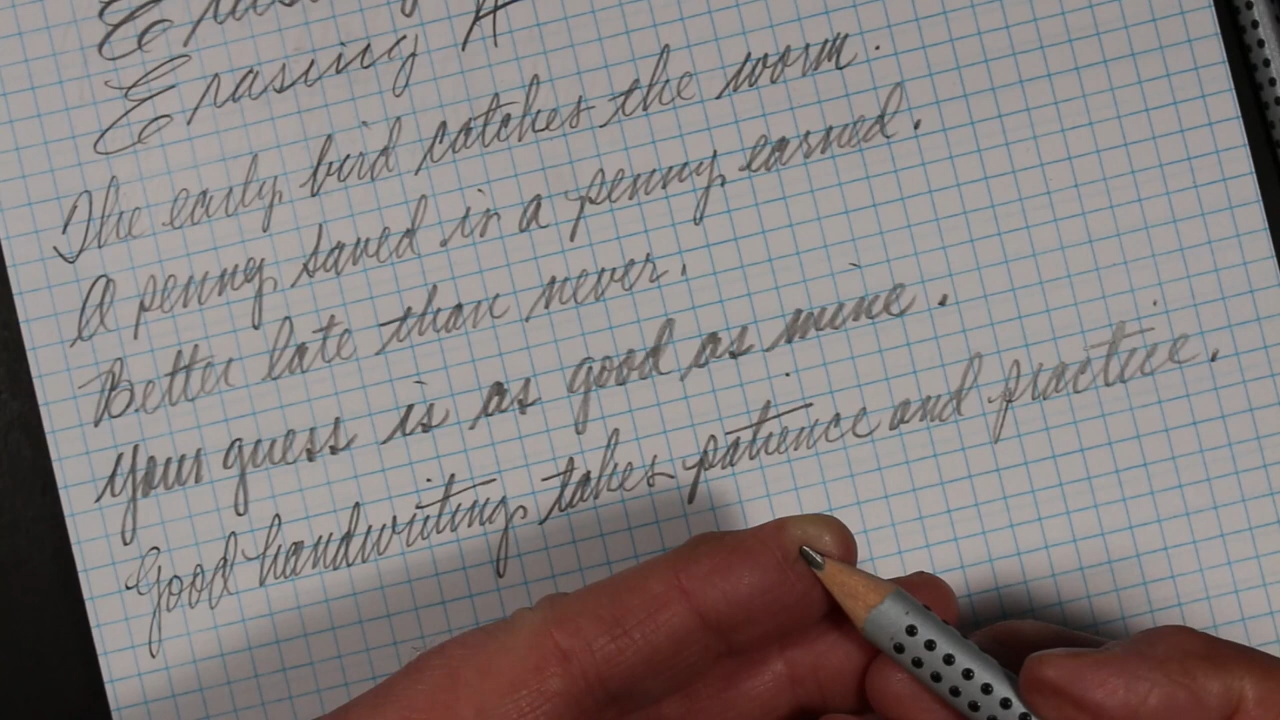 Erasing
Erasing A
The early bird catches the worm.
A penny saved is a penny earned.
Better late than never.
Your guess is as good as mine.
Good handwriting takes patience and practice.